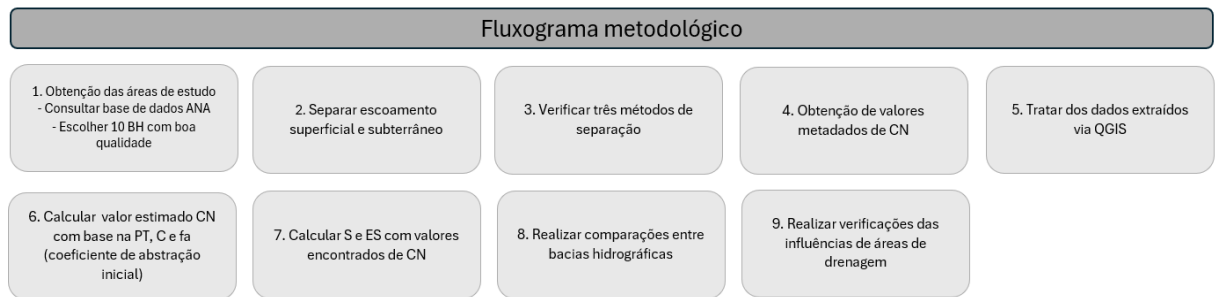 Fluxograma metodológico
1. Obtenção das áreas de estudo
- Consultar base de dados ANA
- Escolher 10 BH com boa
qualidade
2. Separar escoamento
superficial e subterrâneo
3. Verificar três métodos de
separação
4. Obtenção de valores
metadados de CN
5. Tratar dos dados extraídos
via QGIS
6. Calcular valor estimado CN
com base na PT, C e fa
(coeficiente de abstração
inicial)
7. Calcular S e ES com valores
encontrados de CN
8. Realizar comparações entre
bacias hidrográficas
9. Realizar verificações das
influências de áreas de
drenagem